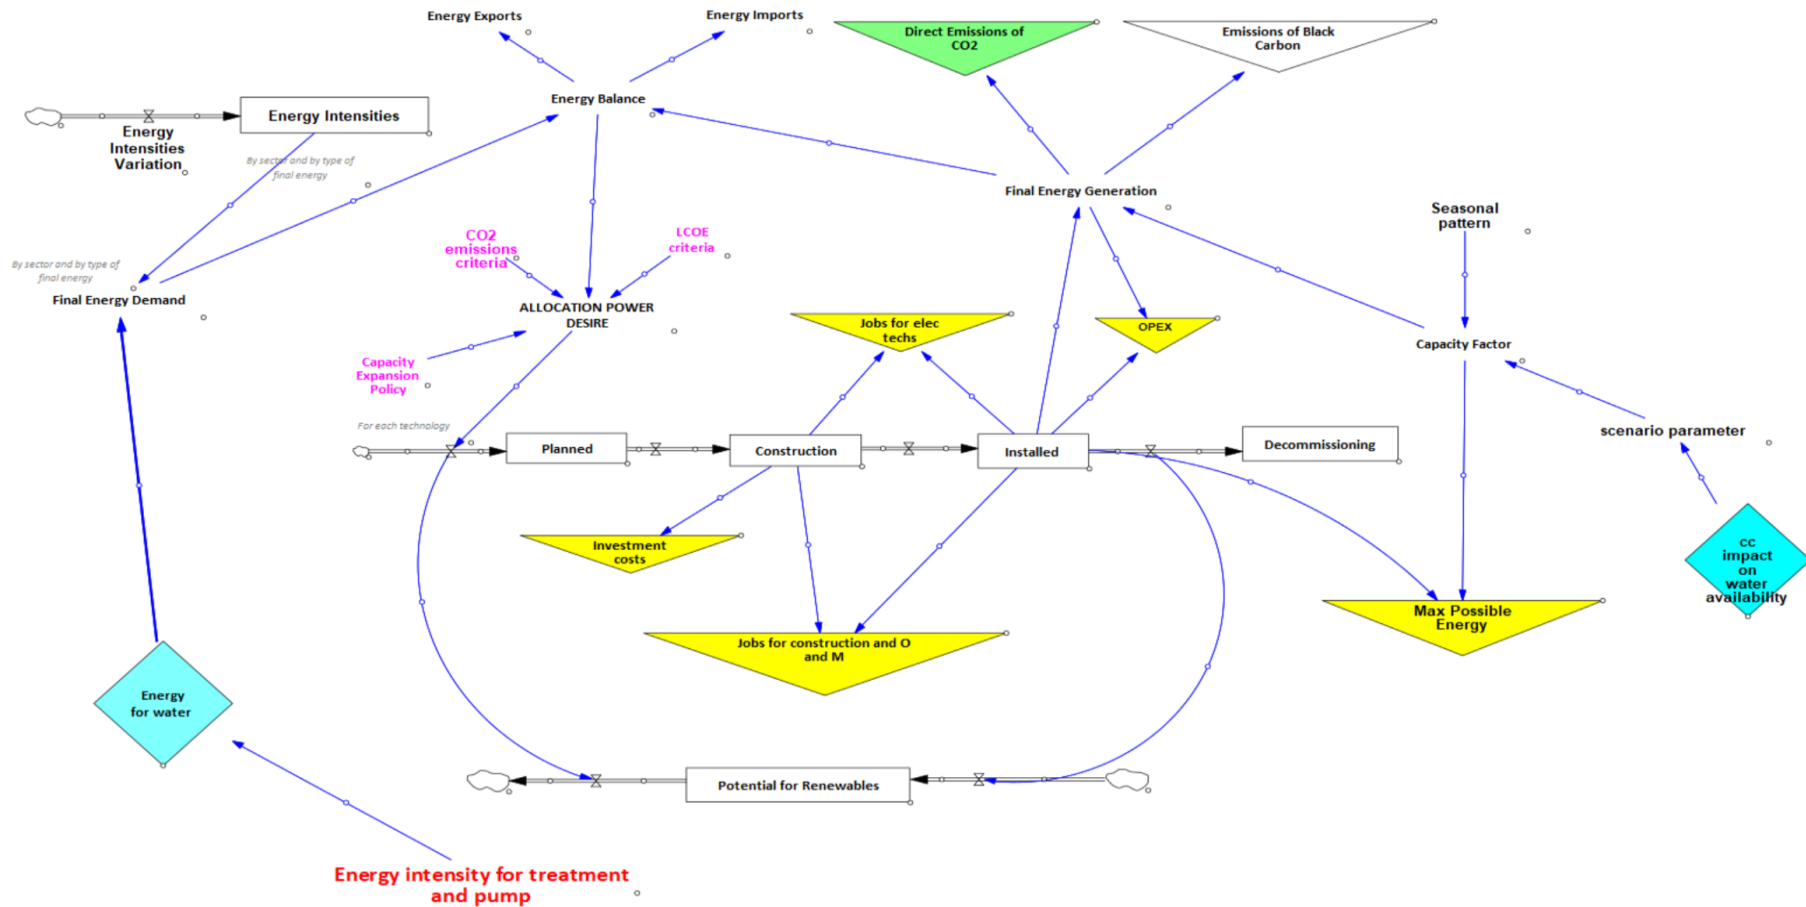 Energy Exports
Energy Imports
Direct Emissions of
CO2
Emissions of Black
Carbon
Energy Balance
Energy Intensities
Energy
Intensities
Variation
By sector and by type of
final energy
Final Energy Generation
Seasonal
pattern
CO2
emissions
criteria
LCOE
criteria
By sector and by type of
final energy
Final Energy Demand
ALLOCATION POWER
DESIRE
Jobs for elec
techs
OPEX
Capacity Factor
Capacity
Expansion
Policy
For each technology
Planned
Construction
Installed
Decommissioning
scenario parameter
Investment
costs
cc
impact
on
water
availability
Max Possible
Energy
Jobs for construction and O
and M
Energy
for water
Potential for Renewables
Energy intensity for treatment
and pump